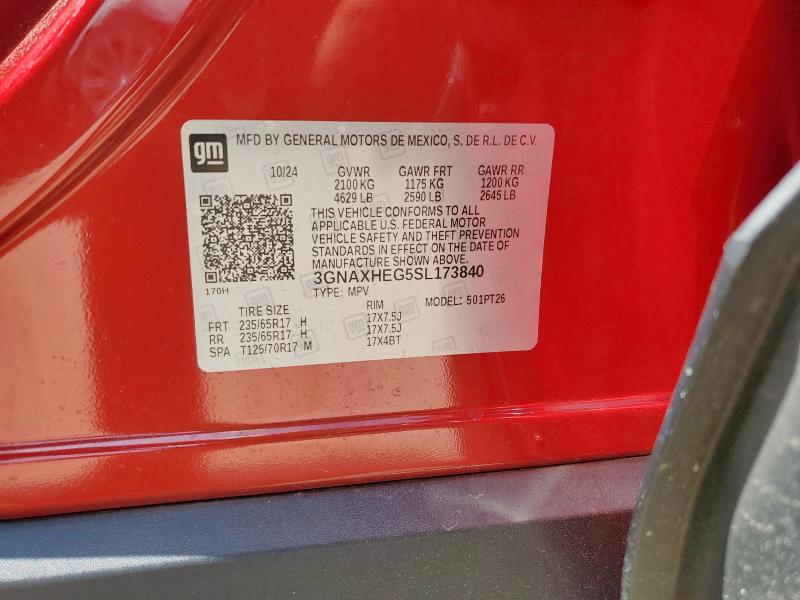 gm MFD BY GENERAL MOTORS DE MEXICO, S. DE R.L. DE C.V.
10/24 GVWR GAWR FRT GAWR RR
2100 KG 1175 KG 1200 KG
4629 LB 2590 LB 2645 LB
THIS VEHICLE CONFORMS TO ALL
APPLICABLE U.S. FEDERAL MOTOR
VEHICLE SAFETY AND THEFT PREVENTION
STANDARDS IN EFFECT ON THE DATE OF
MANUFACTURE SHOWN ABOVE.
3GNAXHEG5SL173840
170H TYPE: MPV MODEL: 501PT26
TIRE SIZE RIM
FRT 235/65R17 H 17X7.5J
RR 235/65R17 H 17X7.5J
SPA T125/70R17 M 17X4BT